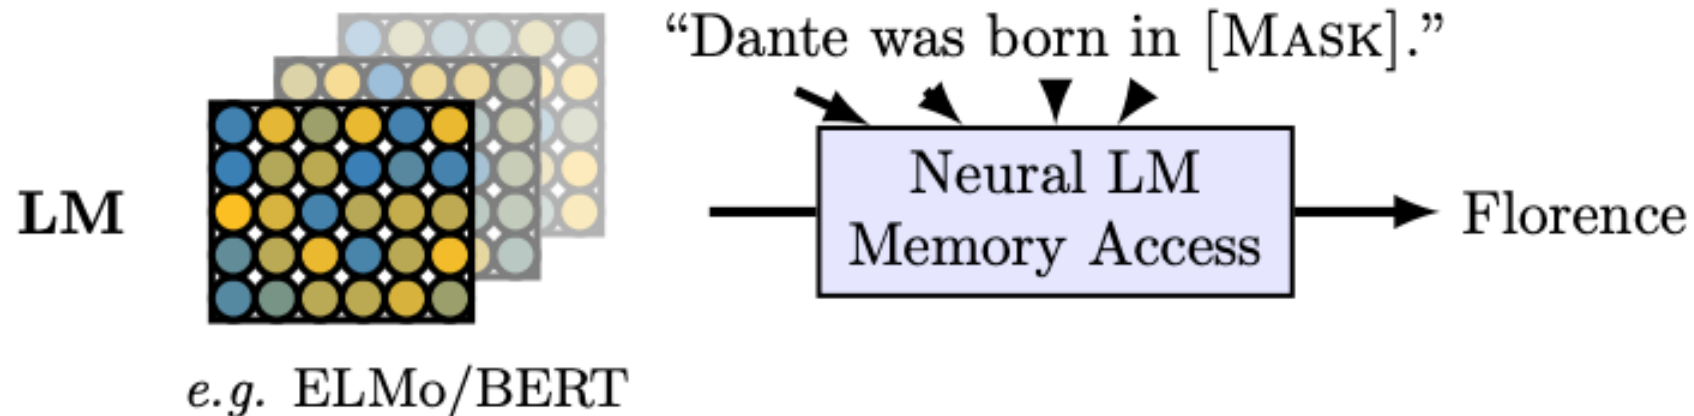 “Dante was born in [MASK].”
Neural LM
Memory Access
LM
Florence
e.g. ELMo/BERT